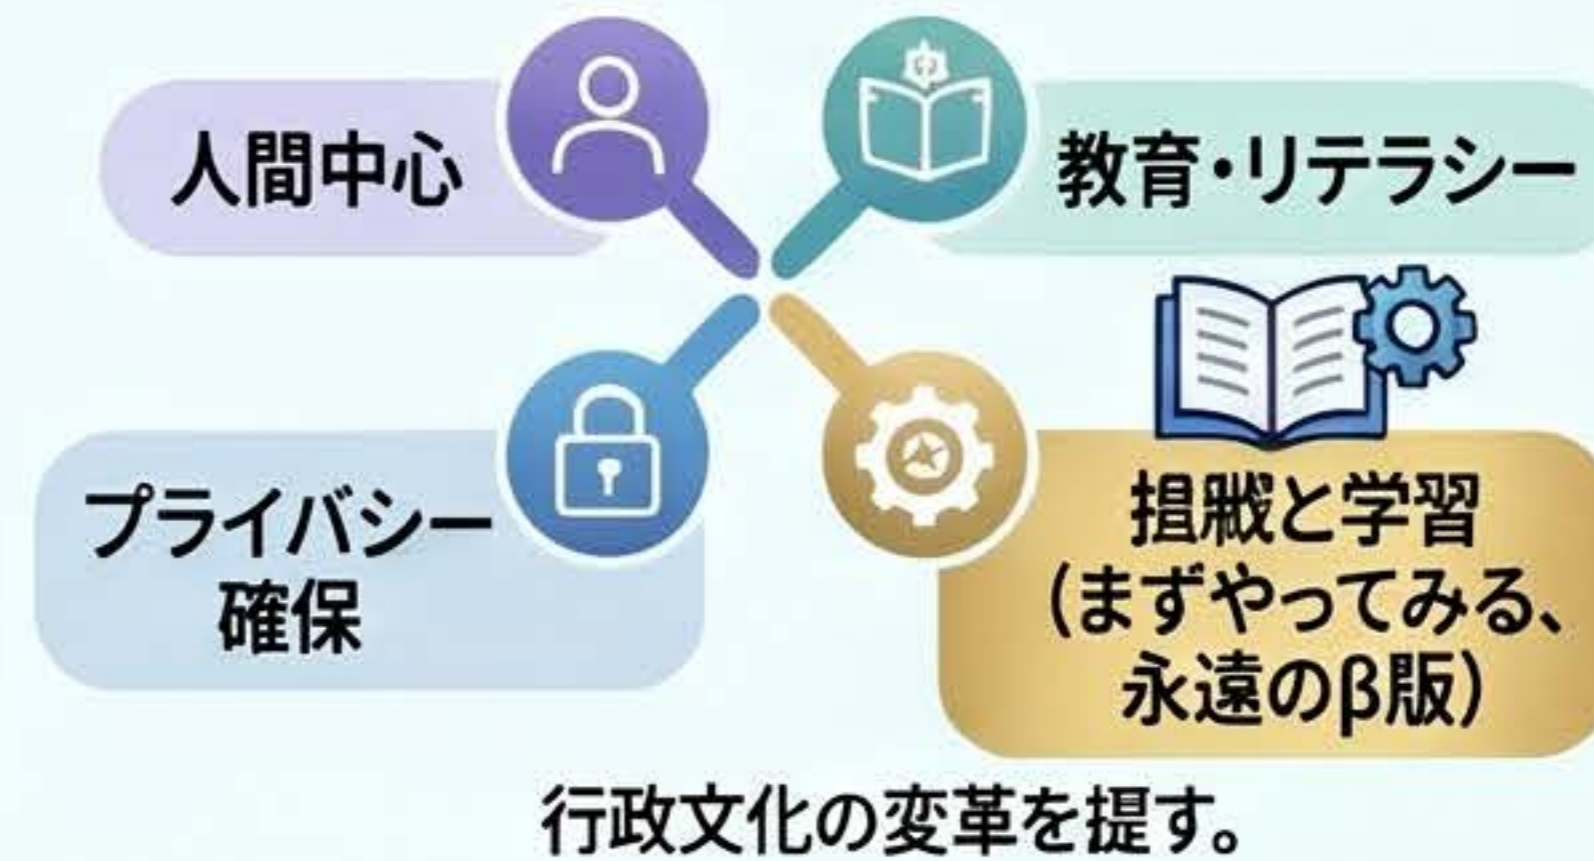 人間中心
教育・リテラシー
プライバシー
確保
と学習
(まずやってみる、
永遠のβ版)
行政文化の変革を提す。